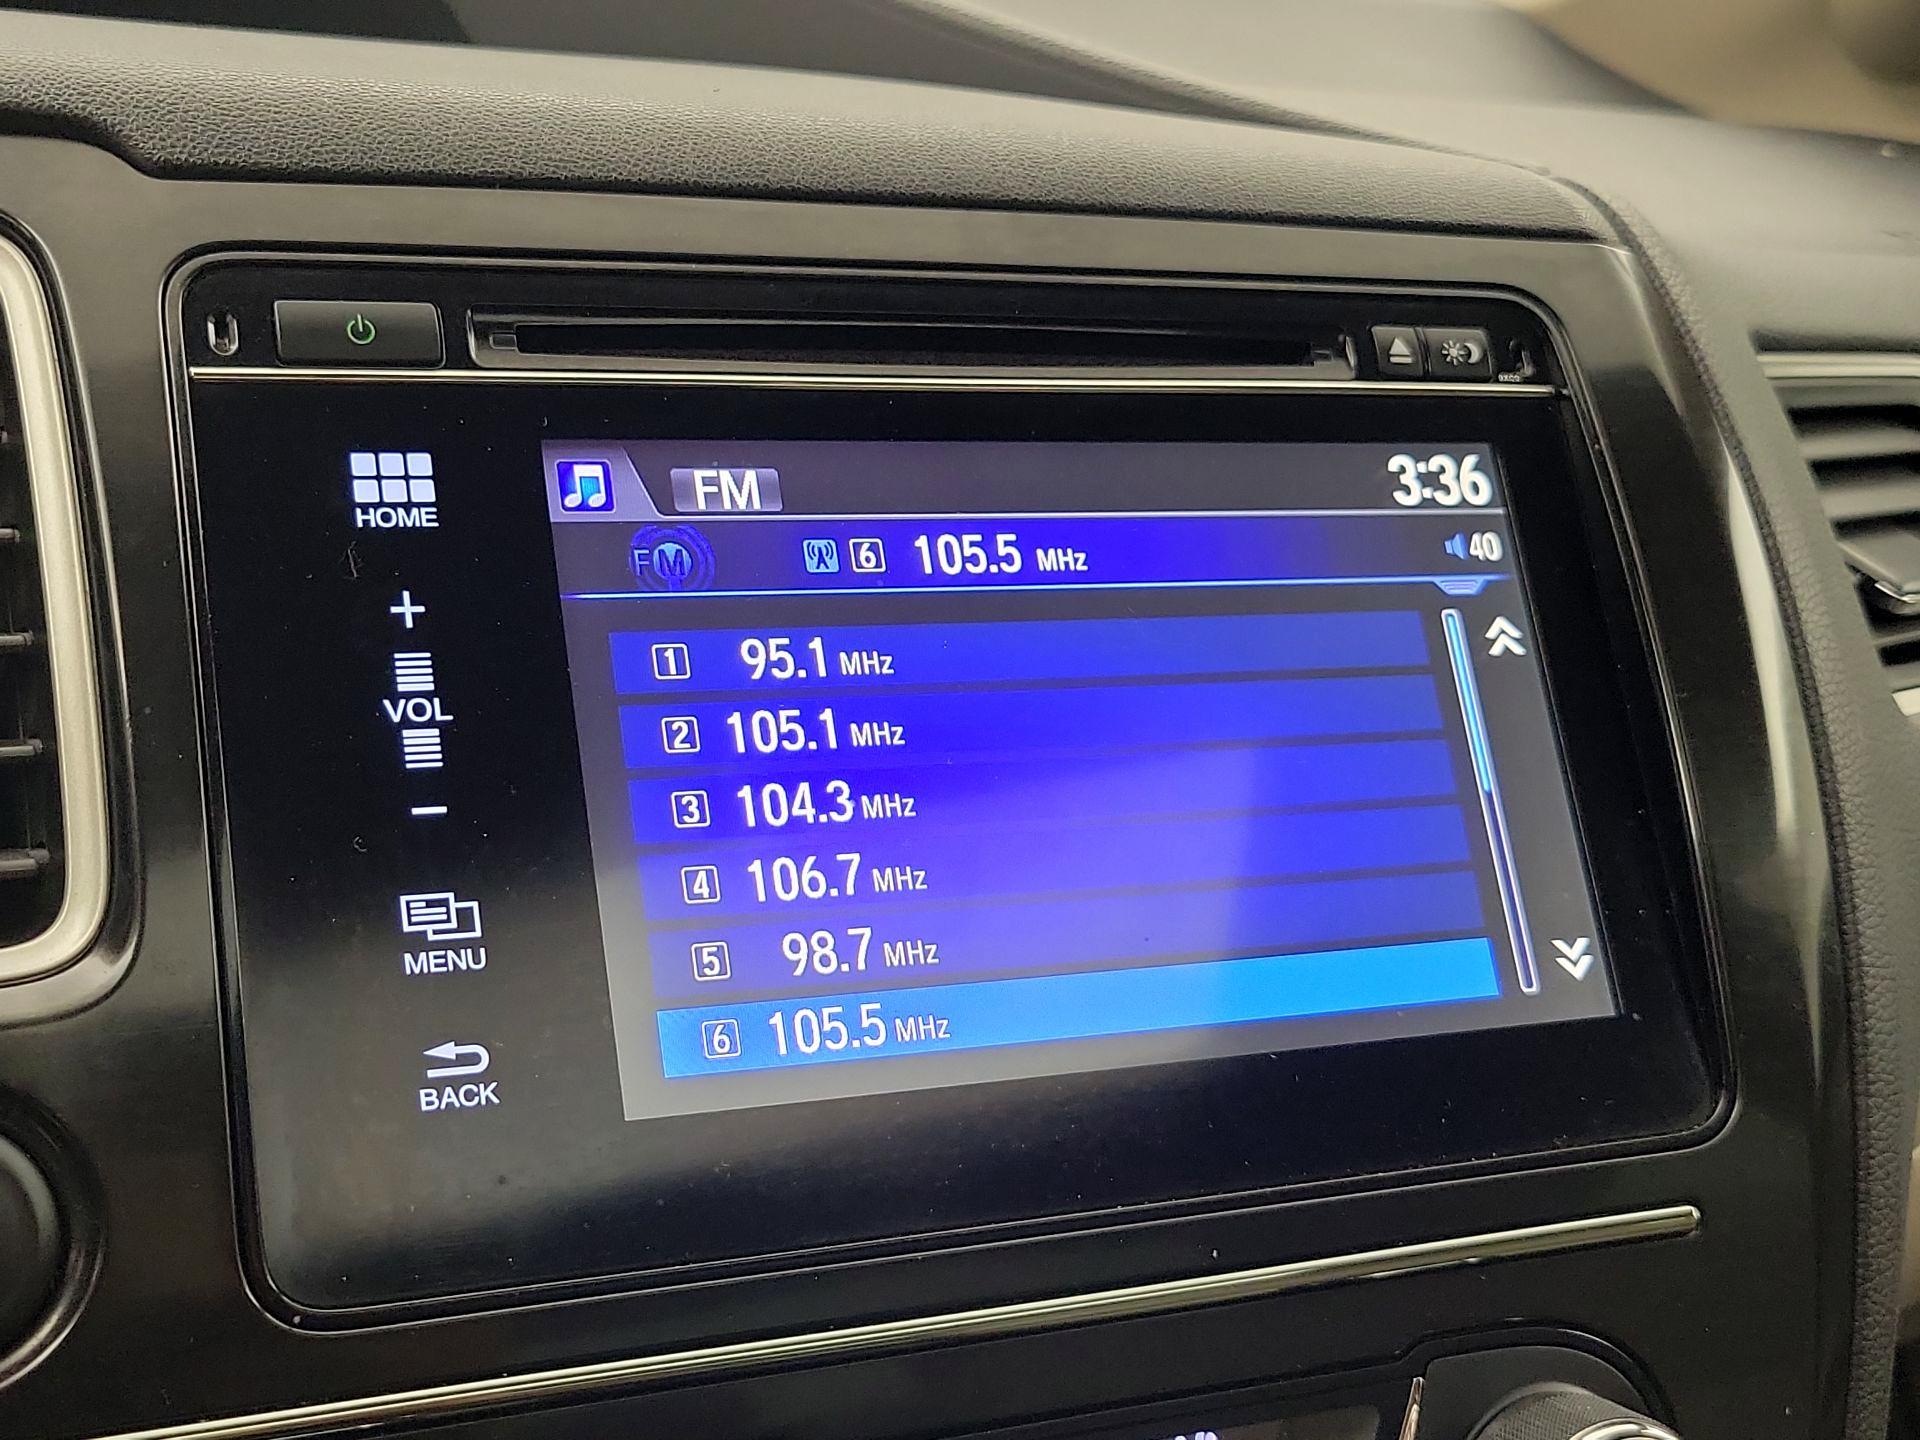 HOME
VOL
MENU
BACK
FM 3:36
FM 6 105.5 MHz 40
1 95.1 MHz
2 105.1 MHz
3 104.3 MHz
4 106.7 MHz
5 98.7 MHz
6 105.5 MHz